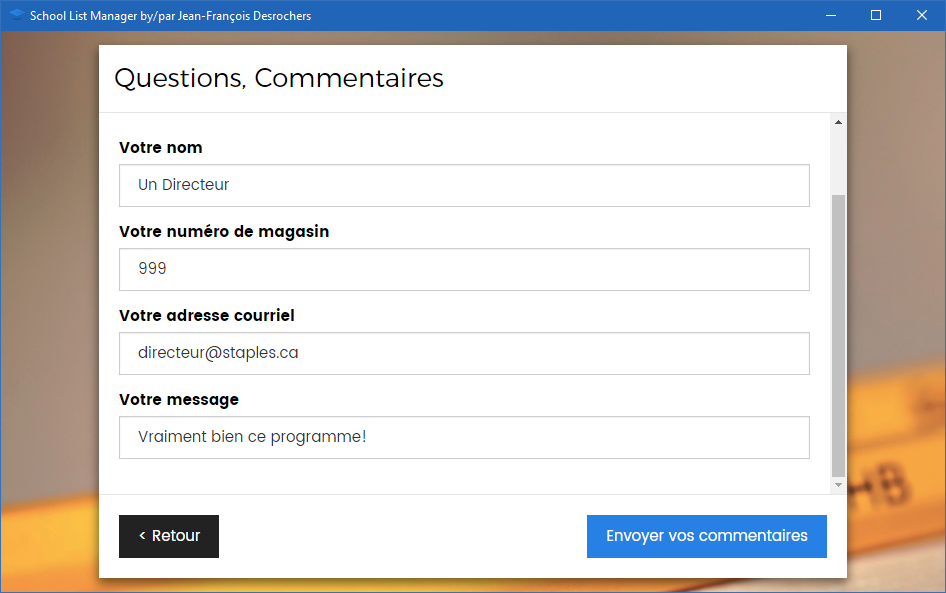 School List Manager by/par Jean-François Desrochers
Questions, Commentaires
Votre nom
Un Directeur
Votre numéro de magasin
999
Votre adresse courriel
directeur@staples.ca
Votre message
Vraiment bien ce programme!
HB
< Retour
Envoyer vos commentaires